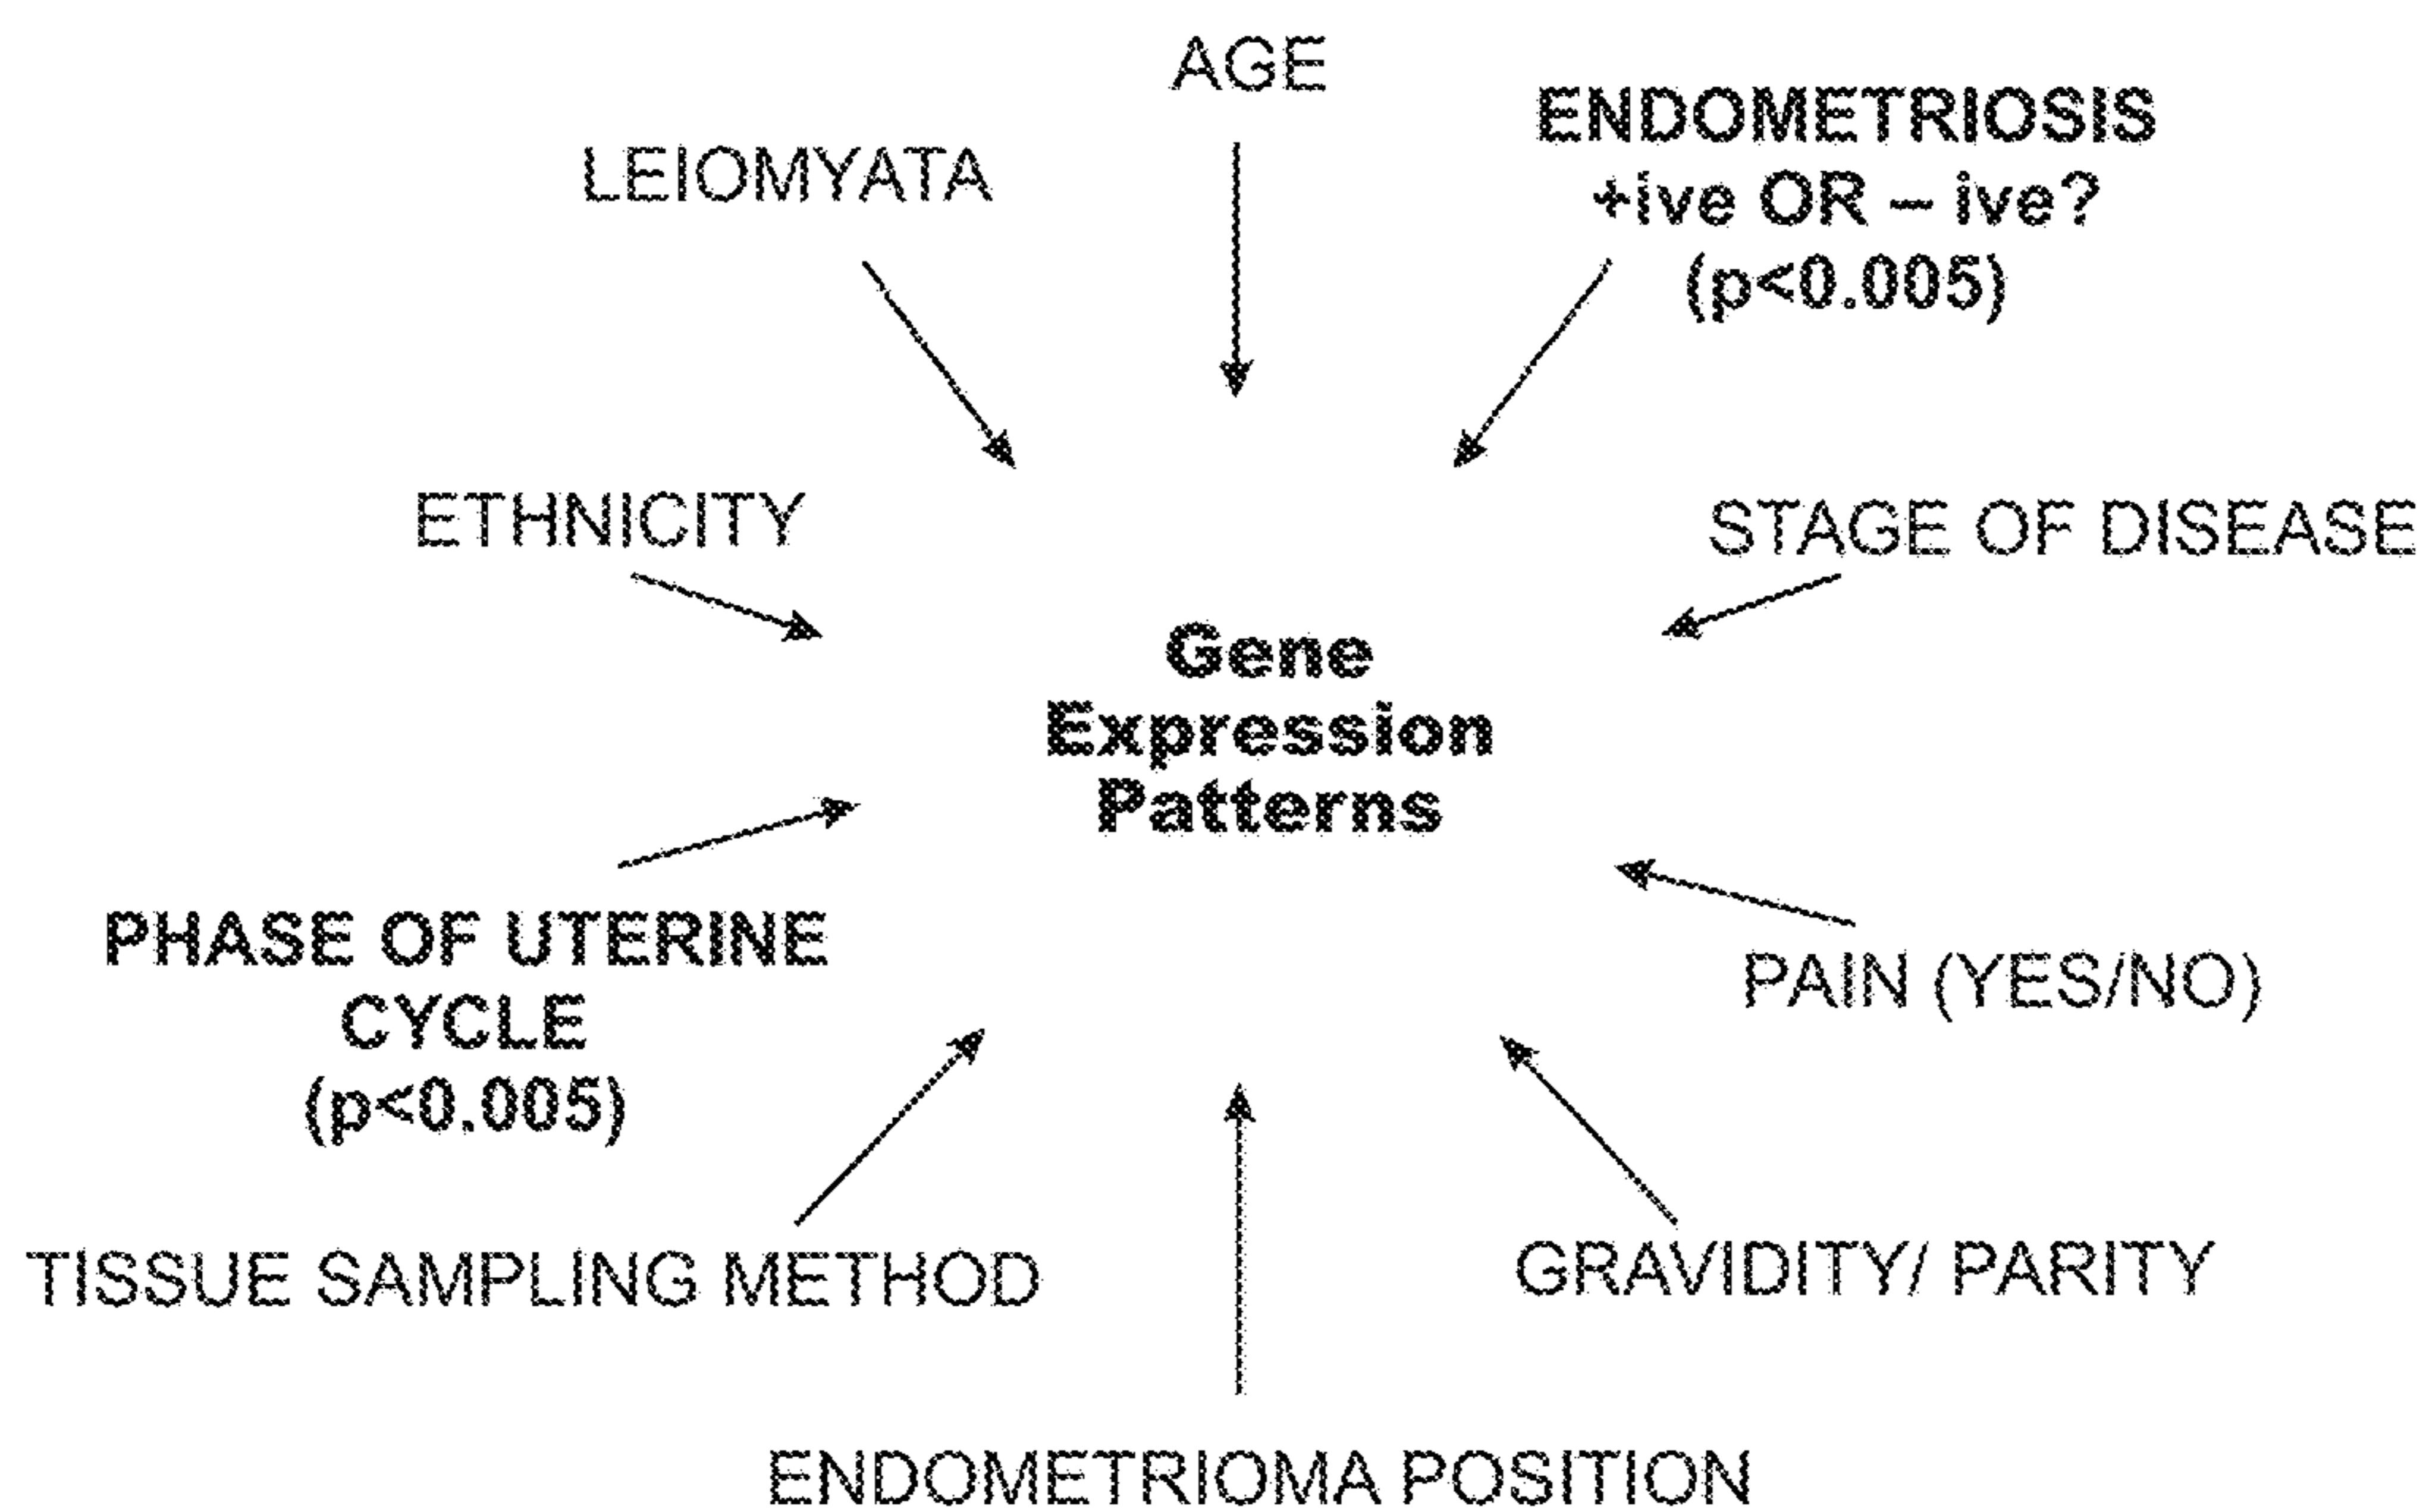 AGE
ENDOMETRIOSIS
+ive OR – ive?
(p<0.005)
LEIOMYATA
ETHNICITY
STAGE OF DISEASE
Gene
Expression
Patterns
PHASE OF UTERINE
CYCLE
(p<0.005)
PAIN (YES/NO)
TISSUE SAMPLING METHOD
GRAVIDITY/ PARITY
ENDOMETRIOMA POSITION